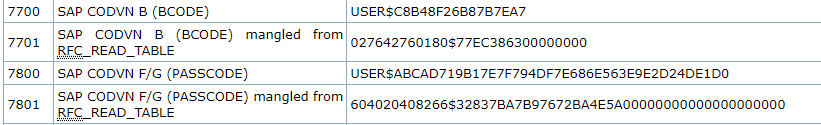 7700 SAP CODVN B (BCODE) USER$C8B48F26B87B7EA7
7701 SAP CODVN B (BCODE) mangled from RFC_READ_TABLE 027642760180$77EC386300000000
7800 SAP CODVN F/G (PASSCODE) USER$ABCAD719B17E7F794DF7E686E563E9E2D24DE1D0
7801 SAP CODVN F/G (PASSCODE) mangled from RFC_READ_TABLE 604020408266$32837BA7B97672BA4E5A00000000000000000000